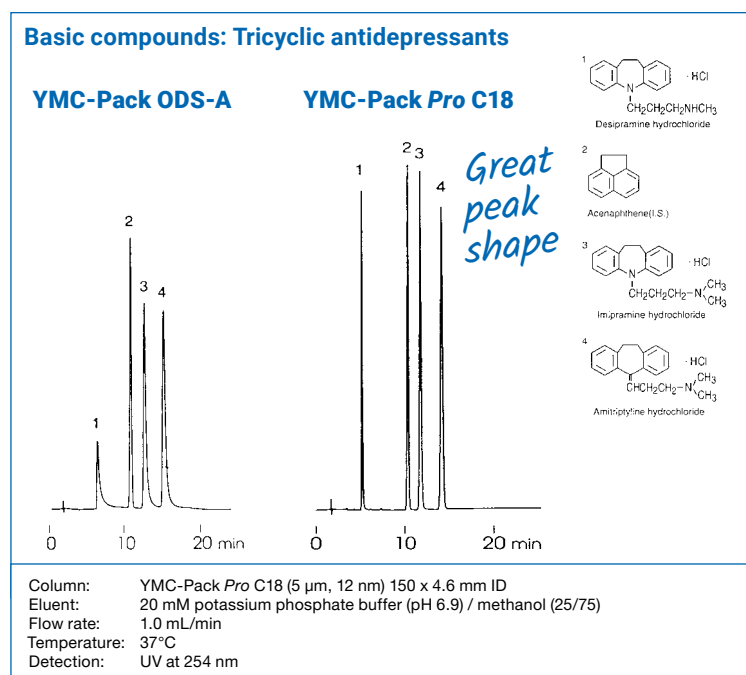 Basic compounds: Tricyclic antidepressants
YMC-Pack ODS-A
YMC-Pack Pro C18
Great
peak
shape
1
2
3
4
0
10
20 min
1
2
3
4
0
10
20 min
1
· HCl
N
CH₂CH₂CH₂NHCH₃
Desipramine hydrochloride
2
Acenaphthene(I.S.)
3
· HCl
N
CH₂CH₂CH₂–N
CH₃
CH₃
Imipramine hydrochloride
4
· HCl
CHCH₂CH₂–N
CH₃
CH₃
Amitriptyline hydrochloride
Column: YMC-Pack Pro C18 (5 µm, 12 nm) 150 x 4.6 mm ID
Eluent: 20 mM potassium phosphate buffer (pH 6.9) / methanol (25/75)
Flow rate: 1.0 mL/min
Temperature: 37°C
Detection: UV at 254 nm